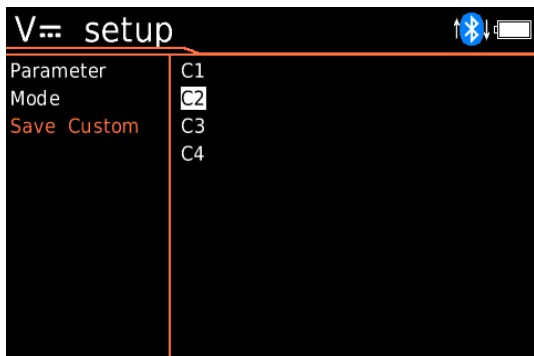 V⎓ setup
Parameter
Mode
Save Custom
C1
C2
C3
C4